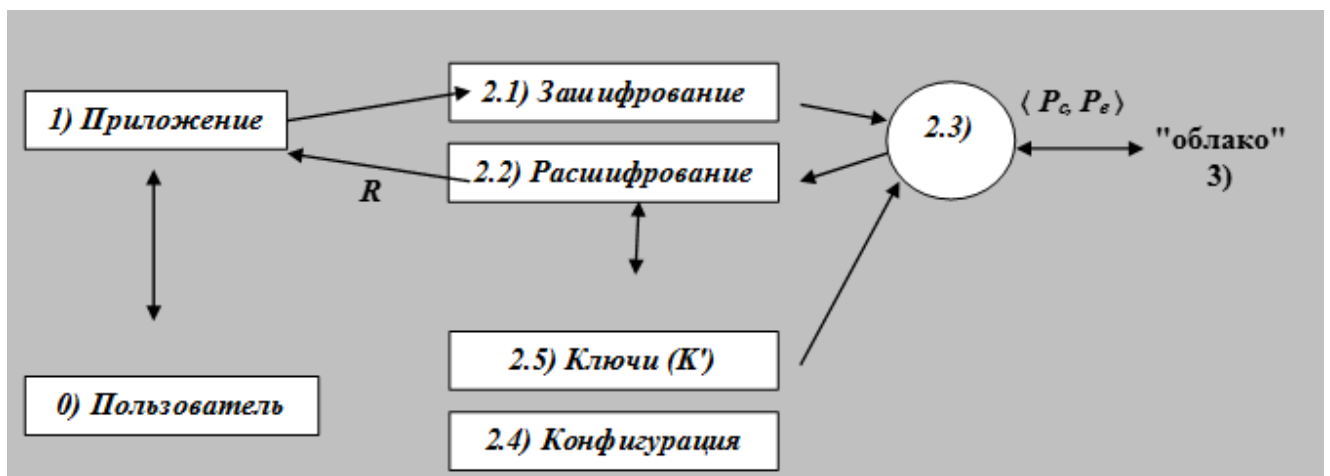 1) Приложение
2.1) Зашифрование
2.2) Расшифрование
R
2.3)
⟨ Pc, Pe ⟩
"облако"
3)
0) Пользователь
2.5) Ключи (K')
2.4) Конфигурация